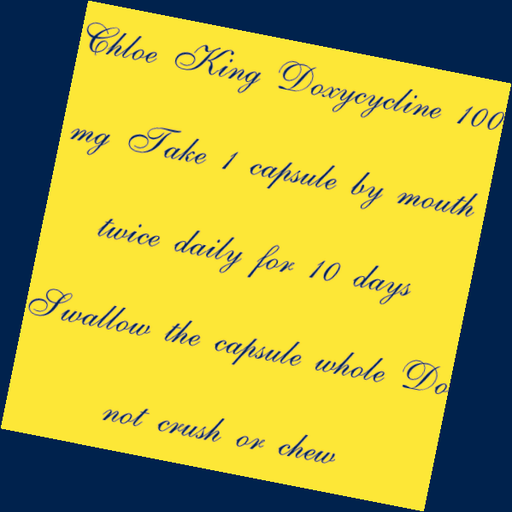 Chloe King Doxycycline 100
mg Take 1 capsule by mouth
twice daily for 10 days
Swallow the capsule whole Do
not crush or chew